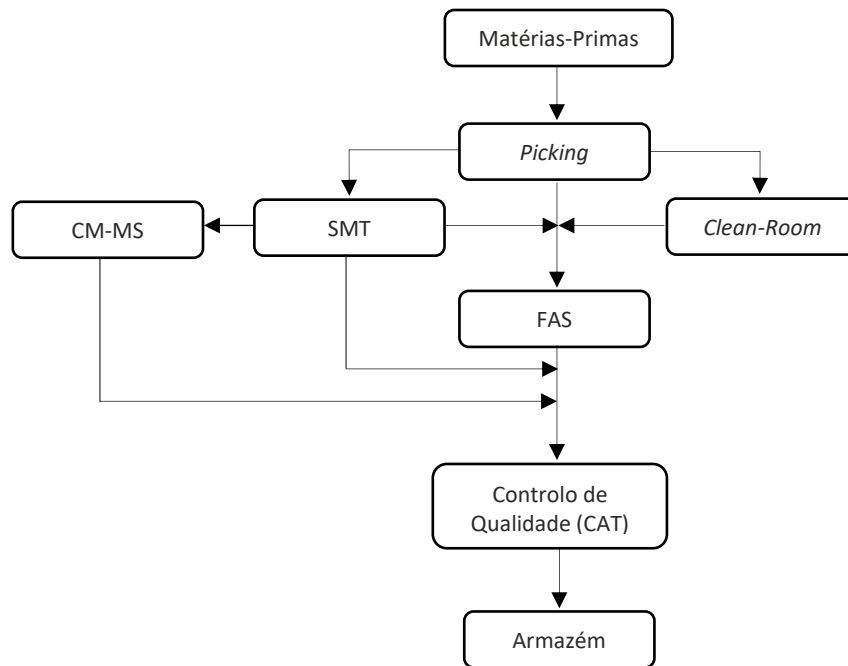 Matérias-Primas
Picking
CM-MS
SMT
Clean-Room
FAS
Controlo de
Qualidade (CAT)
Armazém